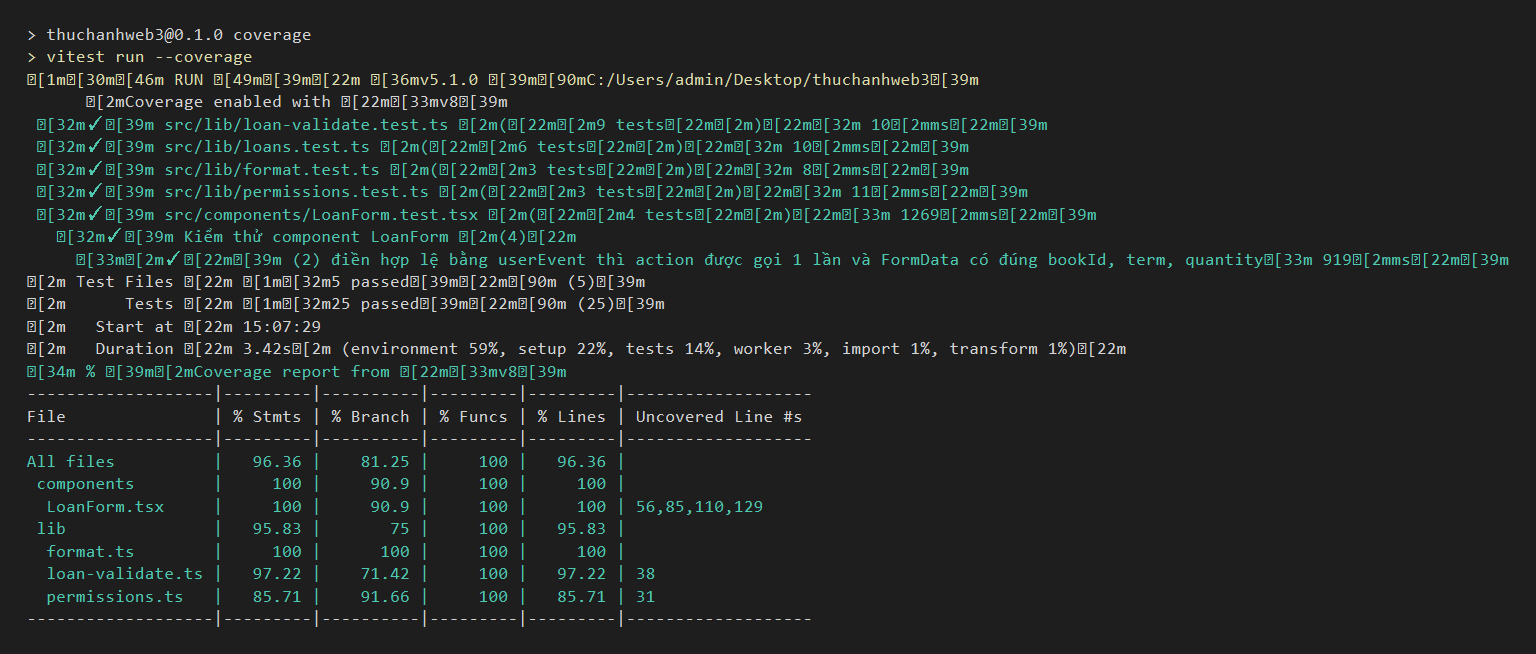 > thuchanhweb3@0.1.0 coverage
> vitest run --coverage
�[1m�[30m�[46m RUN �[49m�[39m�[22m �[36mv5.1.0 �[39m�[90mC:/Users/admin/Desktop/thuchanhweb3�[39m
      �[2mCoverage enabled with �[22m�[33mv8�[39m
 �[32m✓�[39m src/lib/loan-validate.test.ts �[2m(�[22m�[2m9 tests�[22m�[2m)�[22m�[32m 10�[2mms�[22m�[39m
 �[32m✓�[39m src/lib/loans.test.ts �[2m(�[22m�[2m6 tests�[22m�[2m)�[22m�[32m 10�[2mms�[22m�[39m
 �[32m✓�[39m src/lib/format.test.ts �[2m(�[22m�[2m3 tests�[22m�[2m)�[22m�[32m 8�[2mms�[22m�[39m
 �[32m✓�[39m src/lib/permissions.test.ts �[2m(�[22m�[2m3 tests�[22m�[2m)�[22m�[32m 11�[2mms�[22m�[39m
 �[32m✓�[39m src/components/LoanForm.test.tsx �[2m(�[22m�[2m4 tests�[22m�[2m)�[22m�[33m 1269�[2mms�[22m�[39m
   �[32m✓�[39m Kiểm thử component LoanForm �[2m(4)�[22m
     �[33m�[2m✓�[22m�[39m (2) điền hợp lệ bằng userEvent thì action được gọi 1 lần và FormData có đúng bookId, term, quantity�[33m 919�[2mms�[22m�[39m
�[2m Test Files �[22m �[1m�[32m5 passed�[39m�[22m�[90m (5)�[39m
�[2m      Tests �[22m �[1m�[32m25 passed�[39m�[22m�[90m (25)�[39m
�[2m   Start at �[22m 15:07:29
�[2m   Duration �[22m 3.42s�[2m (environment 59%, setup 22%, tests 14%, worker 3%, import 1%, transform 1%)�[22m
�[34m % �[39m�[2mCoverage report from �[22m�[33mv8�[39m
-------------------|---------|----------|---------|---------|-------------------
File               | % Stmts | % Branch | % Funcs | % Lines | Uncovered Line #s
-------------------|---------|----------|---------|---------|-------------------
All files          |   96.36 |    81.25 |     100 |   96.36 |
 components        |     100 |     90.9 |     100 |     100 |
  LoanForm.tsx     |     100 |     90.9 |     100 |     100 | 56,85,110,129
 lib               |   95.83 |       75 |     100 |   95.83 |
  format.ts        |     100 |      100 |     100 |     100 |
  loan-validate.ts |   97.22 |    71.42 |     100 |   97.22 | 38
  permissions.ts   |   85.71 |    91.66 |     100 |   85.71 | 31
-------------------|---------|----------|---------|---------|-------------------